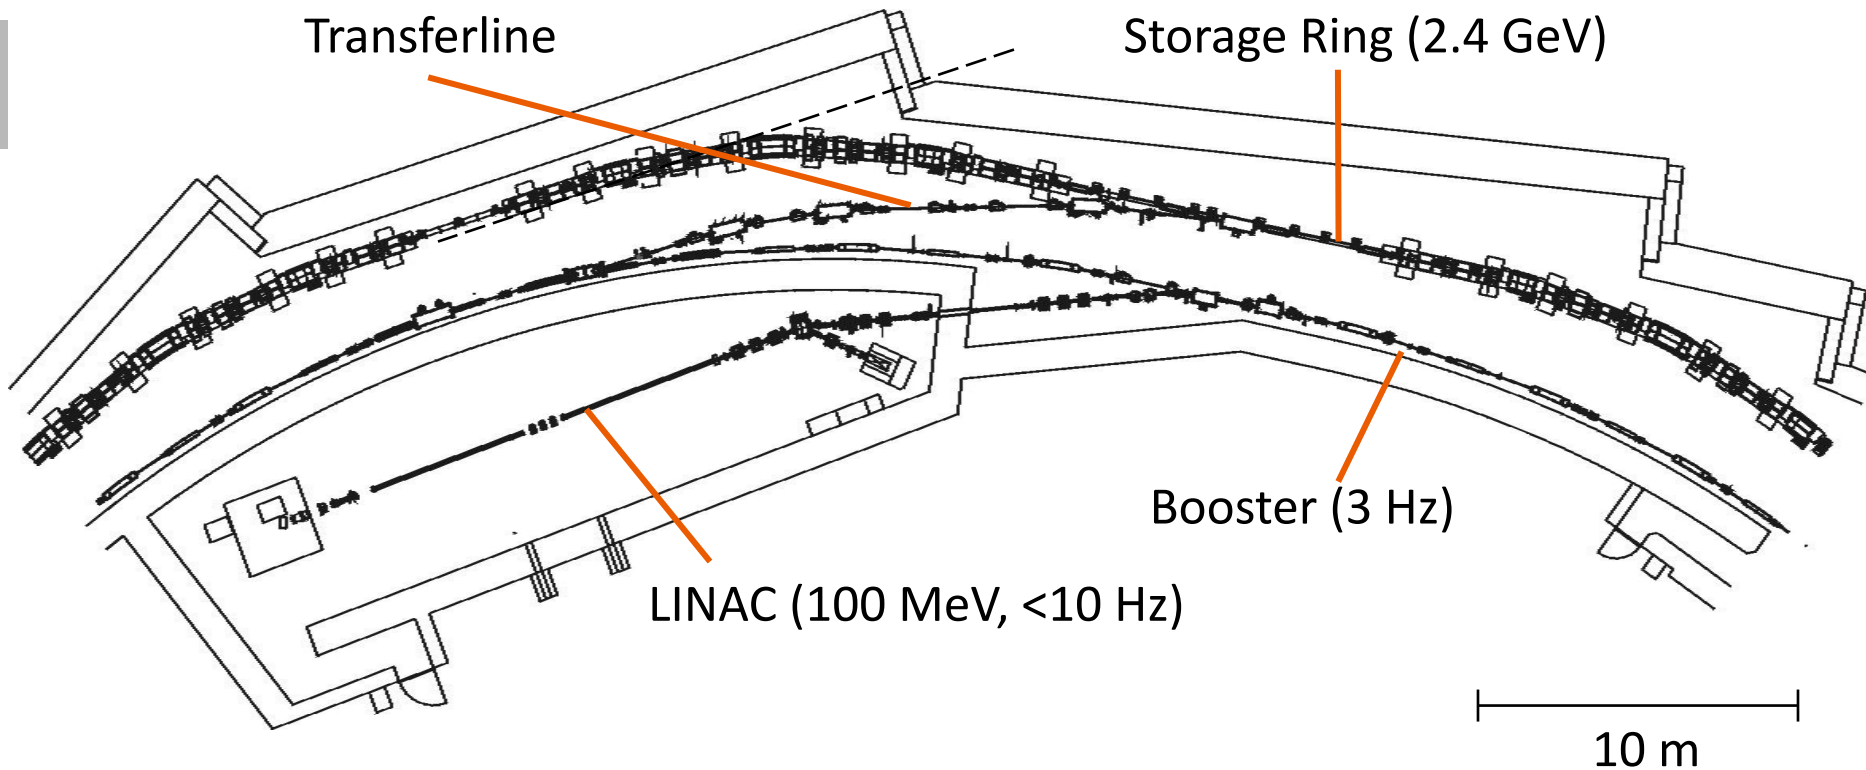 Transferline
Storage Ring (2.4 GeV)
Booster (3 Hz)
LINAC (100 MeV, <10 Hz)
10 m